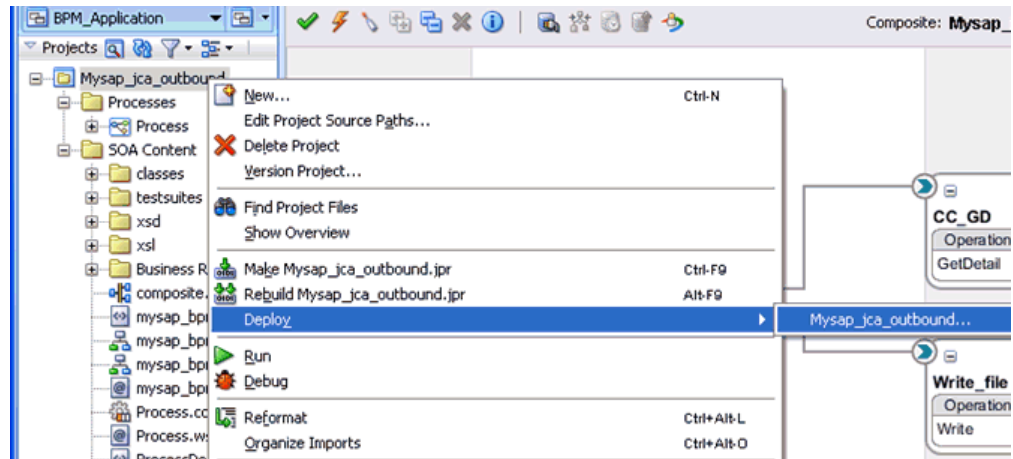 BPM_Application
Composite: Mysap_
Projects
Mysap_jca_outbound
Processes
Process
SOA Content
classes
testsuites
xsd
xsl
Business R
composite.
mysap_bp
mysap_bp
mysap_bp
mysap_bp
Process.co
Process.ws
New... Ctrl-N
Edit Project Source Paths...
Delete Project
Version Project...
Find Project Files
Show Overview
Make Mysap_jca_outbound.jpr Ctrl-F9
Rebuild Mysap_jca_outbound.jpr Alt-F9
Deploy
Mysap_jca_outbound...
Run
Debug
Reformat Ctrl+Alt-L
Organize Imports Ctrl+Alt-O
CC_GD
Operation
GetDetail
Write_file
Operation
Write